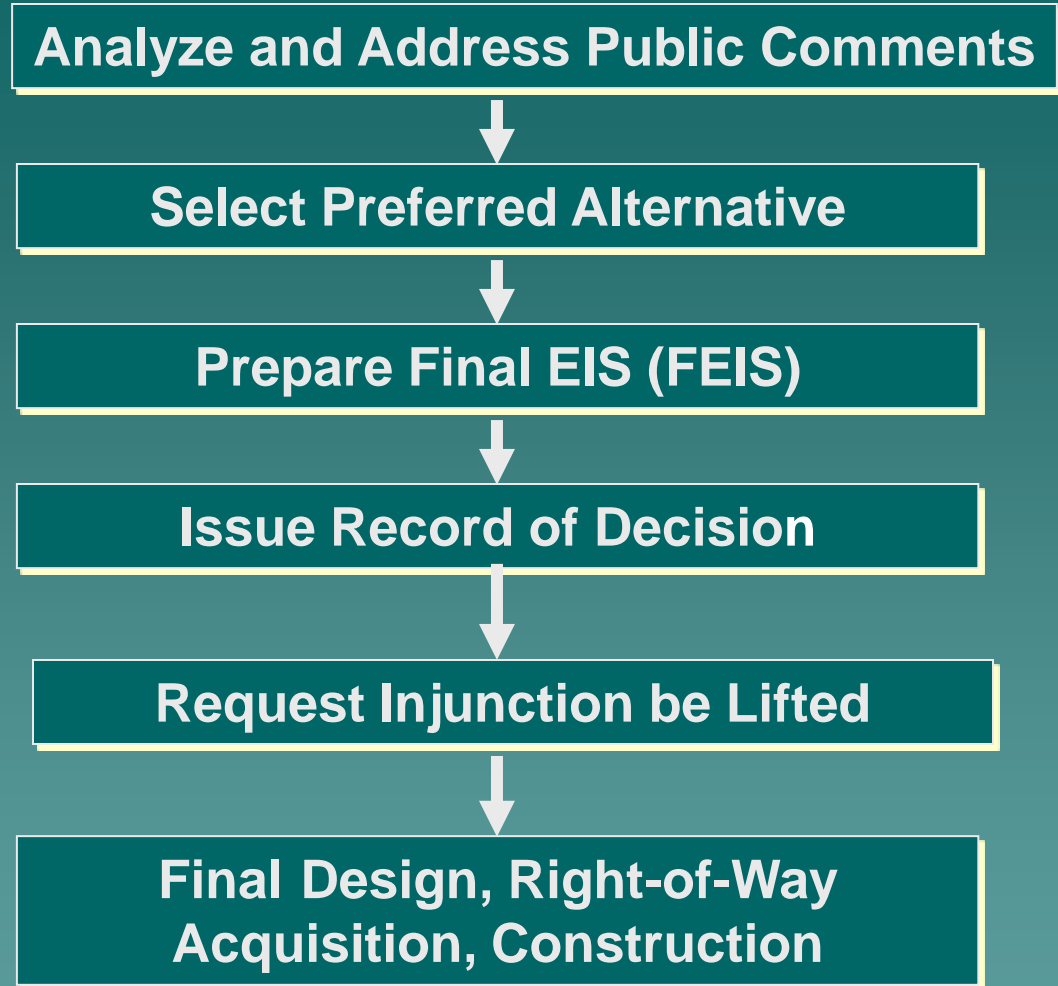 Analyze and Address Public Comments
Select Preferred Alternative
Prepare Final EIS (FEIS)
Issue Record of Decision
Request Injunction be Lifted
Final Design, Right-of-Way
Acquisition, Construction